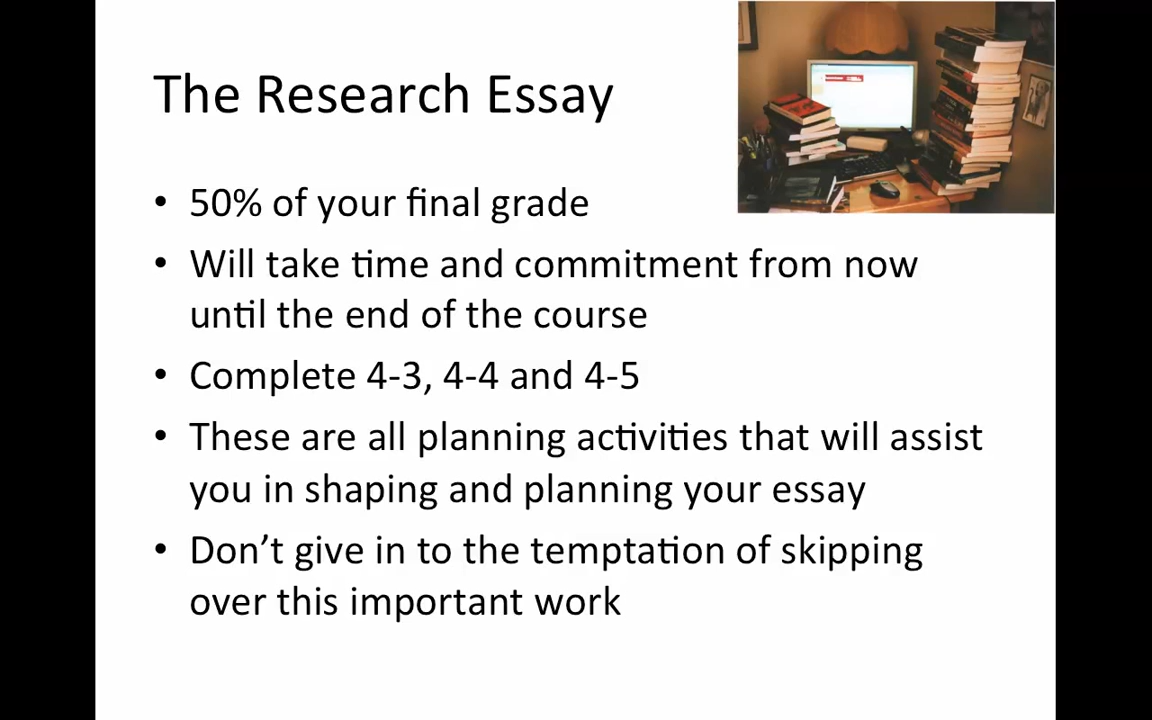 The Research Essay
• 50% of your final grade
• Will take time and commitment from now
until the end of the course
• Complete 4-3, 4-4 and 4-5
• These are all planning activities that will assist
you in shaping and planning your essay
• Don’t give in to the temptation of skipping
over this important work